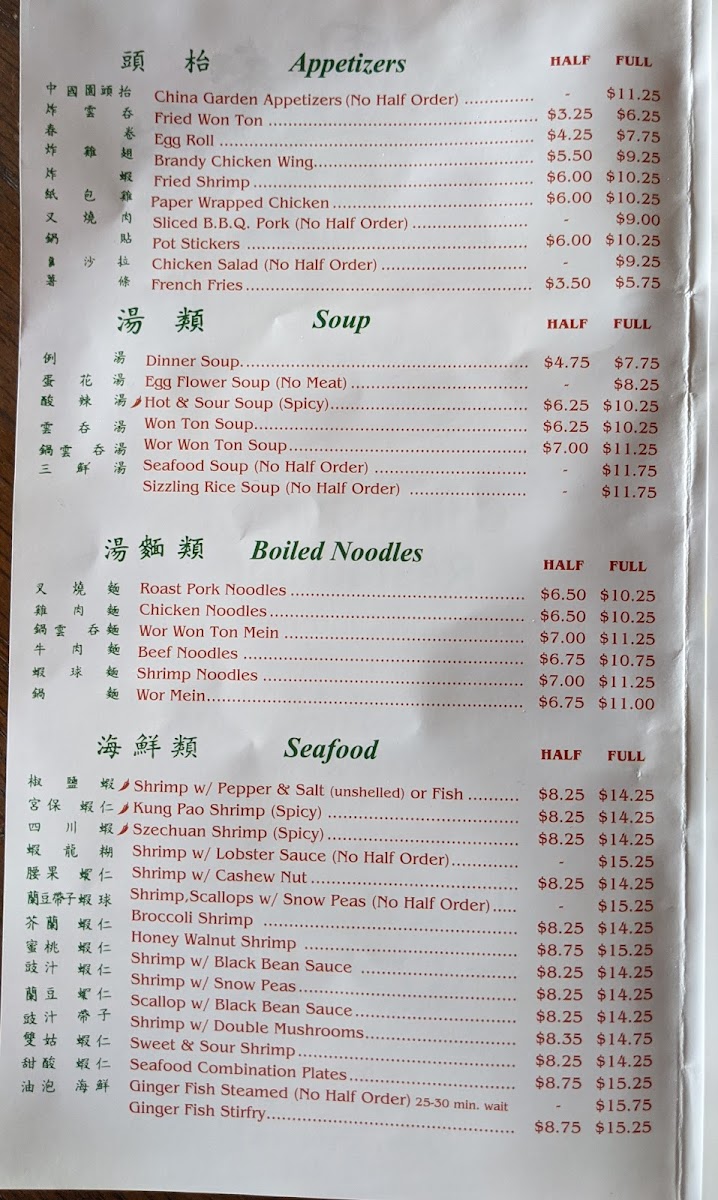 頭枱 Appetizers HALF FULL
中國園頭枱 China Garden Appetizers (No Half Order) - $11.25
炸雲吞 Fried Won Ton $3.25 $6.25
春卷 Egg Roll $4.25 $7.75
炸雞翅 Brandy Chicken Wing $5.50 $9.25
炸蝦 Fried Shrimp $6.00 $10.25
紙包雞 Paper Wrapped Chicken $6.00 $10.25
叉燒肉 Sliced B.B.Q. Pork (No Half Order) - $9.00
鍋貼 Pot Stickers $6.00 $10.25
沙拉 Chicken Salad (No Half Order) - $9.25
薯條 French Fries $3.50 $5.75
湯類 Soup HALF FULL
例湯 Dinner Soup $4.75 $7.75
蛋花湯 Egg Flower Soup (No Meat) - $8.25
酸辣湯 Hot & Sour Soup (Spicy) $6.25 $10.25
雲吞湯 Won Ton Soup $6.25 $10.25
鍋雲吞湯 Wor Won Ton Soup $7.00 $11.25
三鮮湯 Seafood Soup (No Half Order) - $11.75
Sizzling Rice Soup (No Half Order) - $11.75
湯麵類 Boiled Noodles HALF FULL
叉燒麵 Roast Pork Noodles $6.50 $10.25
雞肉麵 Chicken Noodles $6.50 $10.25
鍋雲吞麵 Wor Won Ton Mein $7.00 $11.25
牛肉麵 Beef Noodles $6.75 $10.75
蝦球麵 Shrimp Noodles $7.00 $11.25
鍋麵 Wor Mein $6.75 $11.00
海鮮類 Seafood HALF FULL
椒鹽蝦 Shrimp w/ Pepper & Salt (unshelled) or Fish $8.25 $14.25
宮保蝦仁 Kung Pao Shrimp (Spicy) $8.25 $14.25
四川蝦 Szechuan Shrimp (Spicy) $8.25 $14.25
蝦龍糊 Shrimp w/ Lobster Sauce (No Half Order) - $15.25
腰果蝦仁 Shrimp w/ Cashew Nut $8.25 $14.25
蘭豆帶子蝦球 Shrimp,Scallops w/ Snow Peas (No Half Order) - $15.25
芥蘭蝦仁 Broccoli Shrimp $8.25 $14.25
蜜桃蝦仁 Honey Walnut Shrimp $8.75 $15.25
豉汁蝦仁 Shrimp w/ Black Bean Sauce $8.25 $14.25
蘭豆蝦仁 Shrimp w/ Snow Peas $8.25 $14.25
豉汁帶子 Scallop w/ Black Bean Sauce $8.25 $14.25
雙姑蝦仁 Shrimp w/ Double Mushrooms $8.35 $14.75
甜酸蝦仁 Sweet & Sour Shrimp $8.25 $14.25
油泡海鮮 Seafood Combination Plates $8.75 $15.25
Ginger Fish Steamed (No Half Order) 25-30 min. wait - $15.75
Ginger Fish Stirfry $8.75 $15.25